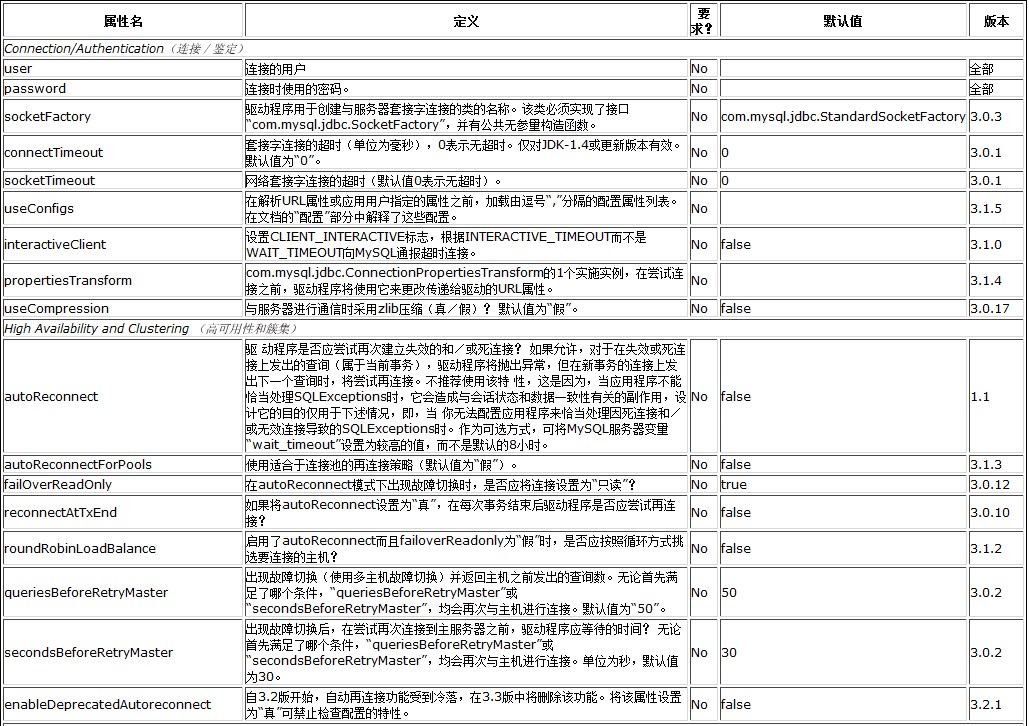 属性名 定义 要求? 默认值 版本
Connection/Authentication（连接／鉴定）
user 连接的用户 No 全部
password 连接时使用的密码。 No 全部
socketFactory 驱动程序用于创建与服务器套接字连接的类的名称。该类必须实现了接口
“com.mysql.jdbc.SocketFactory”，并有公共无参量构造函数。 No com.mysql.jdbc.StandardSocketFactory 3.0.3
connectTimeout 套接字连接的超时（单位为毫秒），0表示无超时。仅对JDK-1.4或更新版本有效。
默认值为“0”。 No 0 3.0.1
socketTimeout 网络套接字连接的超时（默认值0表示无超时）。 No 0 3.0.1
useConfigs 在解析URL属性或应用用户指定的属性之前，加载由逗号“,”分隔的配置属性列表。
在文档的“配置”部分中解释了这些配置。 No 3.1.5
interactiveClient 设置CLIENT_INTERACTIVE标志，根据INTERACTIVE_TIMEOUT而不是
WAIT_TIMEOUT向MySQL通报超时连接。 No false 3.1.0
propertiesTransform com.mysql.jdbc.ConnectionPropertiesTransform的1个实施实例，在尝试连
接之前，驱动程序将使用它来更改传递给驱动的URL属性。 No 3.1.4
useCompression 与服务器进行通信时采用zlib压缩（真／假）？ 默认值为“假”。 No false 3.0.17
High Availability and Clustering （高可用性和簇集）
autoReconnect 驱 动程序是否应尝试再次建立失效的和／或死连接？ 如果允许，对于在失效或死连
接上发出的查询（属于当前事务），驱动程序将抛出异常，但在新事务的连接上发
出下一个查询时，将尝试再连接。不推荐使用该特 性，这是因为，当应用程序不能
恰当处理SQLExceptions时，它会造成与会话状态和数据一致性有关的副作用，设
计它的目的仅用于下述情况，即，当 你无法配置应用程序来恰当处理因死连接和／
或无效连接导致的SQLExceptions时。作为可选方式，可将MySQL服务器变量
“wait_timeout”设置为较高的值，而不是默认的8小时。 No false 1.1
autoReconnectForPools 使用适合于连接池的再连接策略（默认值为“假”）。 No false 3.1.3
failOverReadOnly 在autoReconnect模式下出现故障切换时，是否应将连接设置为“只读”？ No true 3.0.12
reconnectAtTxEnd 如果将autoReconnect设置为“真”，在每次事务结束后驱动程序是否应尝试再连
接？ No false 3.0.10
roundRobinLoadBalance 启用了autoReconnect而且failoverReadonly为“假”时，是否应按照循环方式挑
选要连接的主机？ No false 3.1.2
queriesBeforeRetryMaster 出现故障切换（使用多主机故障切换）并返回主机之前发出的查询数。无论首先满
足了哪个条件，“queriesBeforeRetryMaster”或
“secondsBeforeRetryMaster”，均会再次与主机进行连接。默认值为“50”。 No 50 3.0.2
secondsBeforeRetryMaster 出现故障切换后，在尝试再次连接到主服务器之前，驱动程序应等待的时间？ 无论
首先满足了哪个条件，“queriesBeforeRetryMaster”或
“secondsBeforeRetryMaster”，均会再次与主机进行连接。单位为秒，默认值
为30。 No 30 3.0.2
enableDeprecatedAutoreconnect 自3.2版开始，自动再连接功能受到冷落，在3.3版中将删除该功能。将该属性设置
为“真”可禁止检查配置的特性。 No false 3.2.1